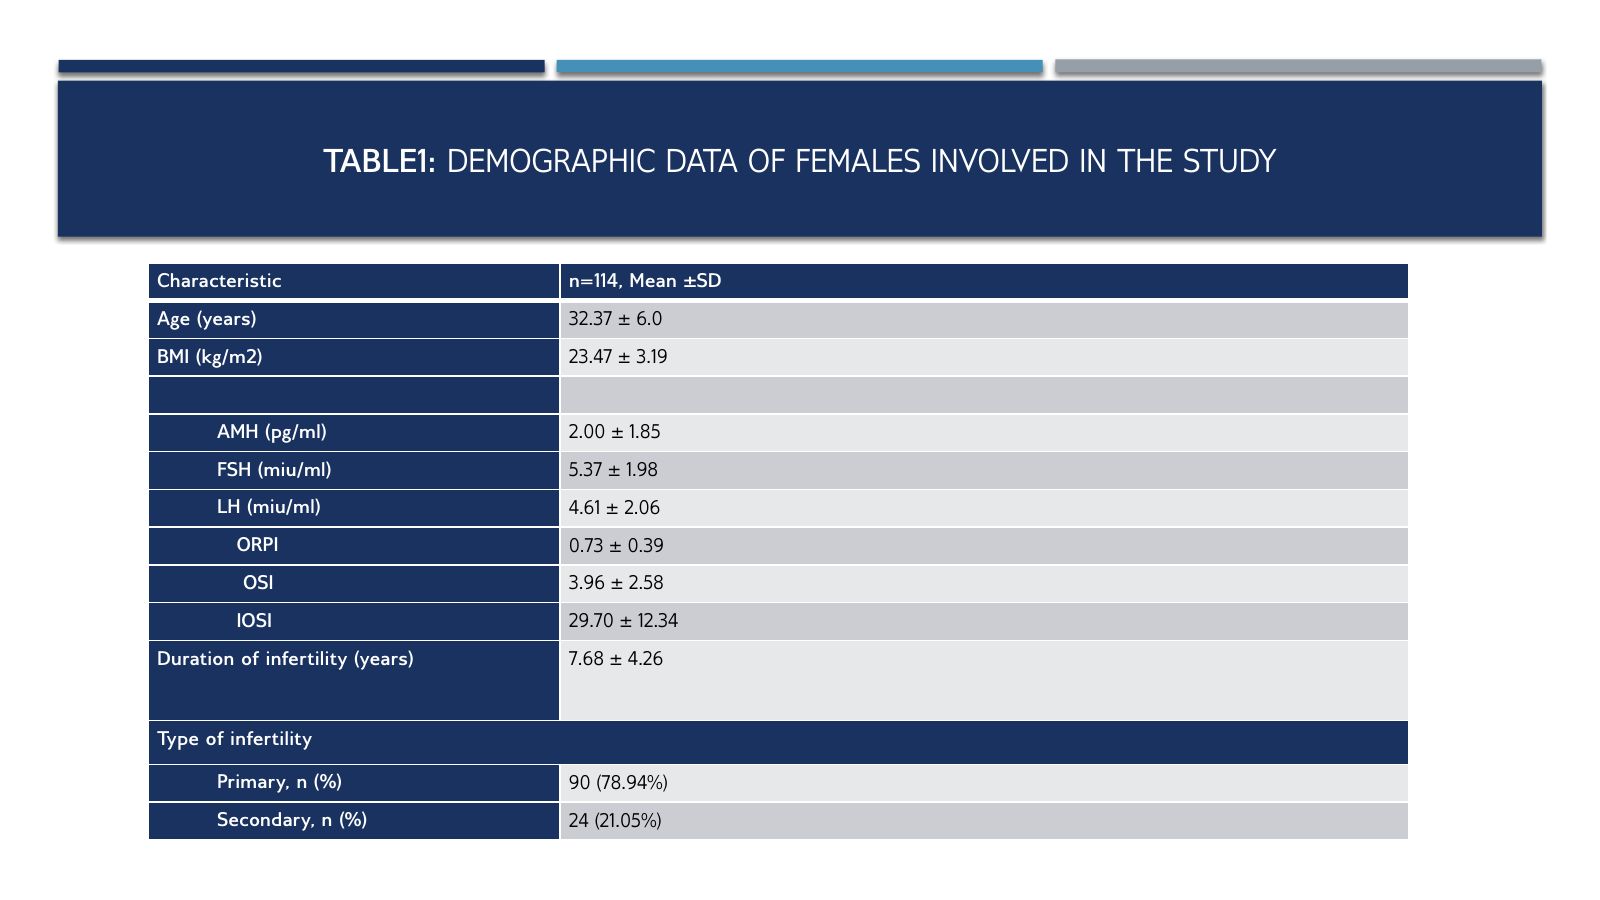 TABLE1: DEMOGRAPHIC DATA OF FEMALES INVOLVED IN THE STUDY
Characteristic n=114, Mean ±SD
Age (years) 32.37 ± 6.0
BMI (kg/m2) 23.47 ± 3.19
AMH (pg/ml) 2.00 ± 1.85
FSH (miu/ml) 5.37 ± 1.98
LH (miu/ml) 4.61 ± 2.06
ORPI 0.73 ± 0.39
OSI 3.96 ± 2.58
IOSI 29.70 ± 12.34
Duration of infertility (years) 7.68 ± 4.26
Type of infertility
Primary, n (%) 90 (78.94%)
Secondary, n (%) 24 (21.05%)